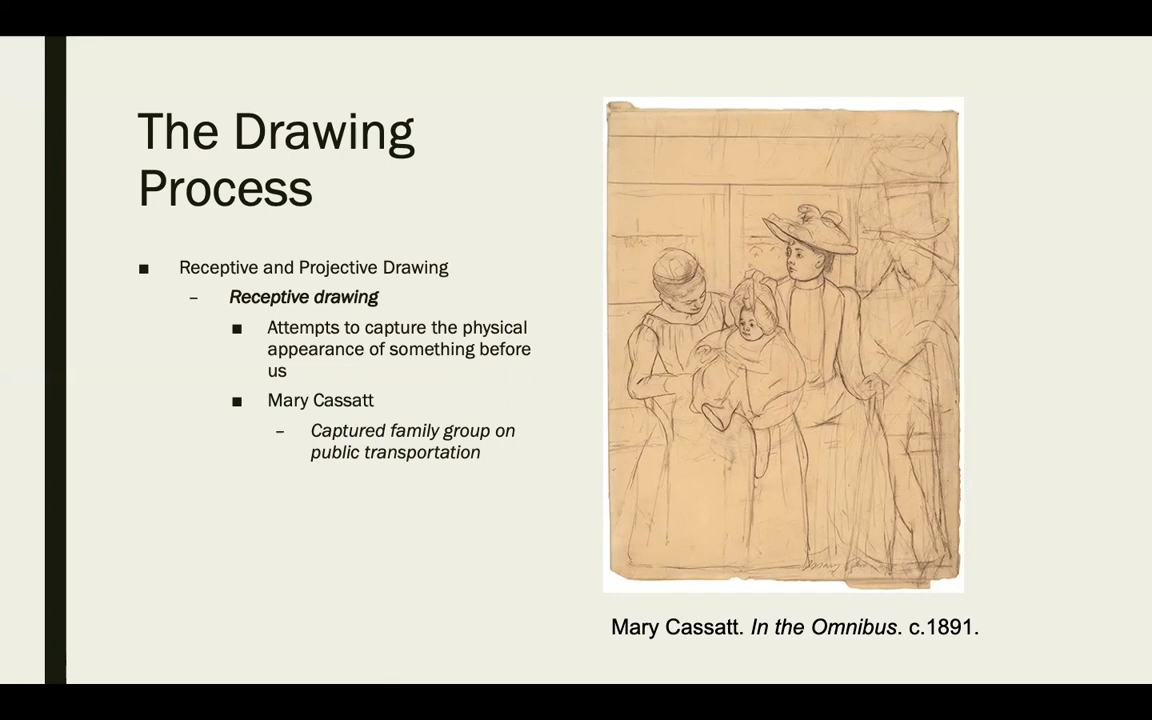 The Drawing
Process
■ Receptive and Projective Drawing
– Receptive drawing
■ Attempts to capture the physical
appearance of something before
us
■ Mary Cassatt
– Captured family group on
public transportation
Mary Cassatt. In the Omnibus. c.1891.